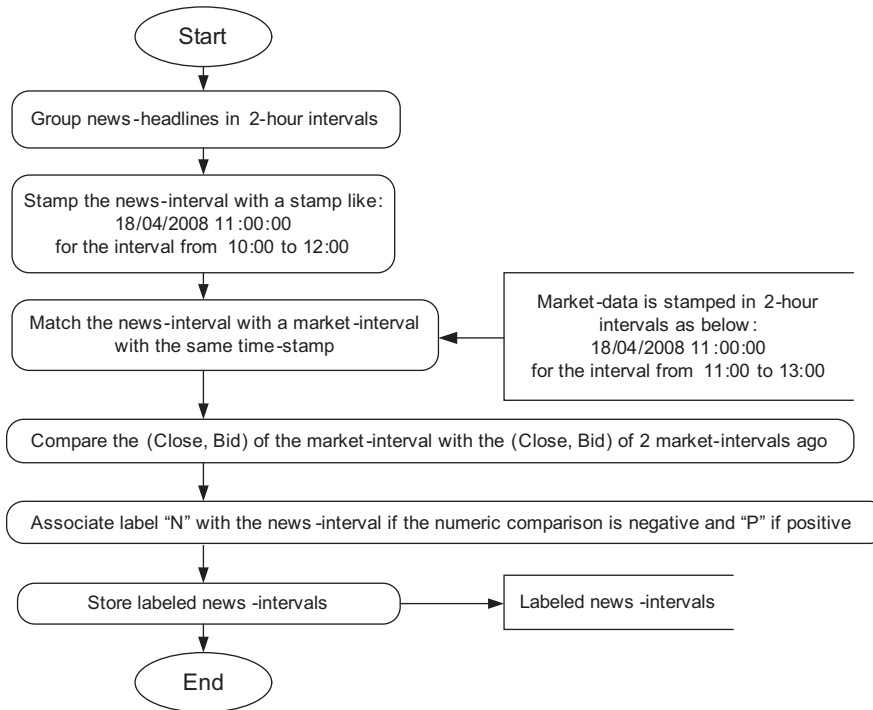 Start
Group news-headlines in 2-hour intervals
Stamp the news-interval with a stamp like:
18/04/2008 11:00:00
for the interval from 10:00 to 12:00
Match the news-interval with a market-interval
with the same time-stamp
Market-data is stamped in 2-hour
intervals as below:
18/04/2008 11:00:00
for the interval from 11:00 to 13:00
Compare the (Close, Bid) of the market-interval with the (Close, Bid) of 2 market-intervals ago
Associate label “N” with the news-interval if the numeric comparison is negative and “P” if positive
Store labeled news-intervals
Labeled news-intervals
End